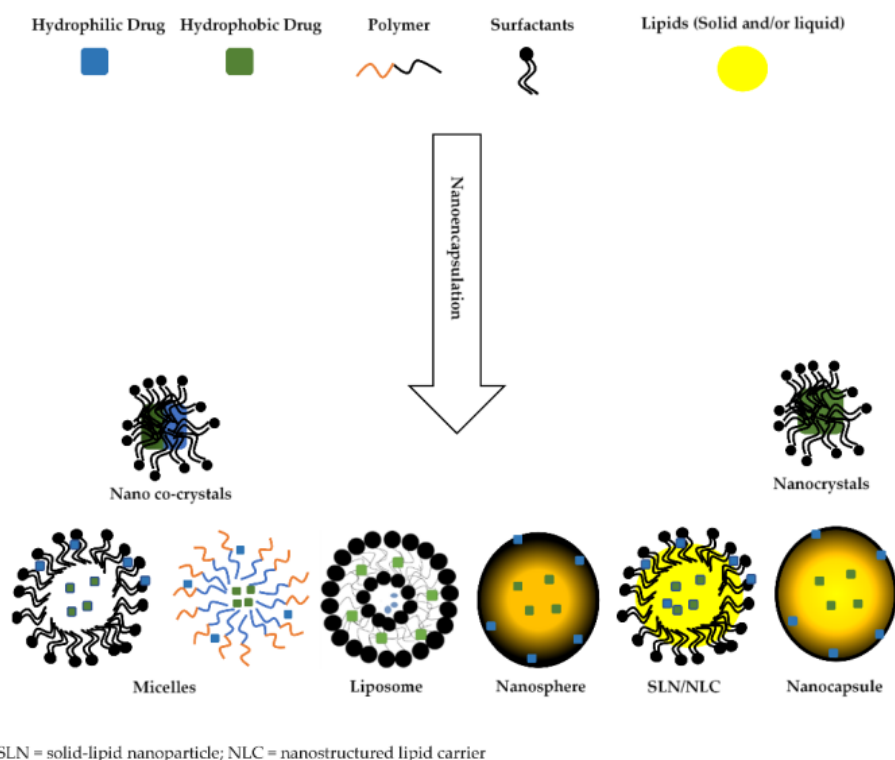 Hydrophilic Drug
Hydrophobic Drug
Polymer
Surfactants
Lipids (Solid and/or liquid)
Nanoencapsulation
Nano co-crystals
Nanocrystals
Micelles
Liposome
Nanosphere
SLN/NLC
Nanocapsule
SLN = solid-lipid nanoparticle; NLC = nanostructured lipid carrier